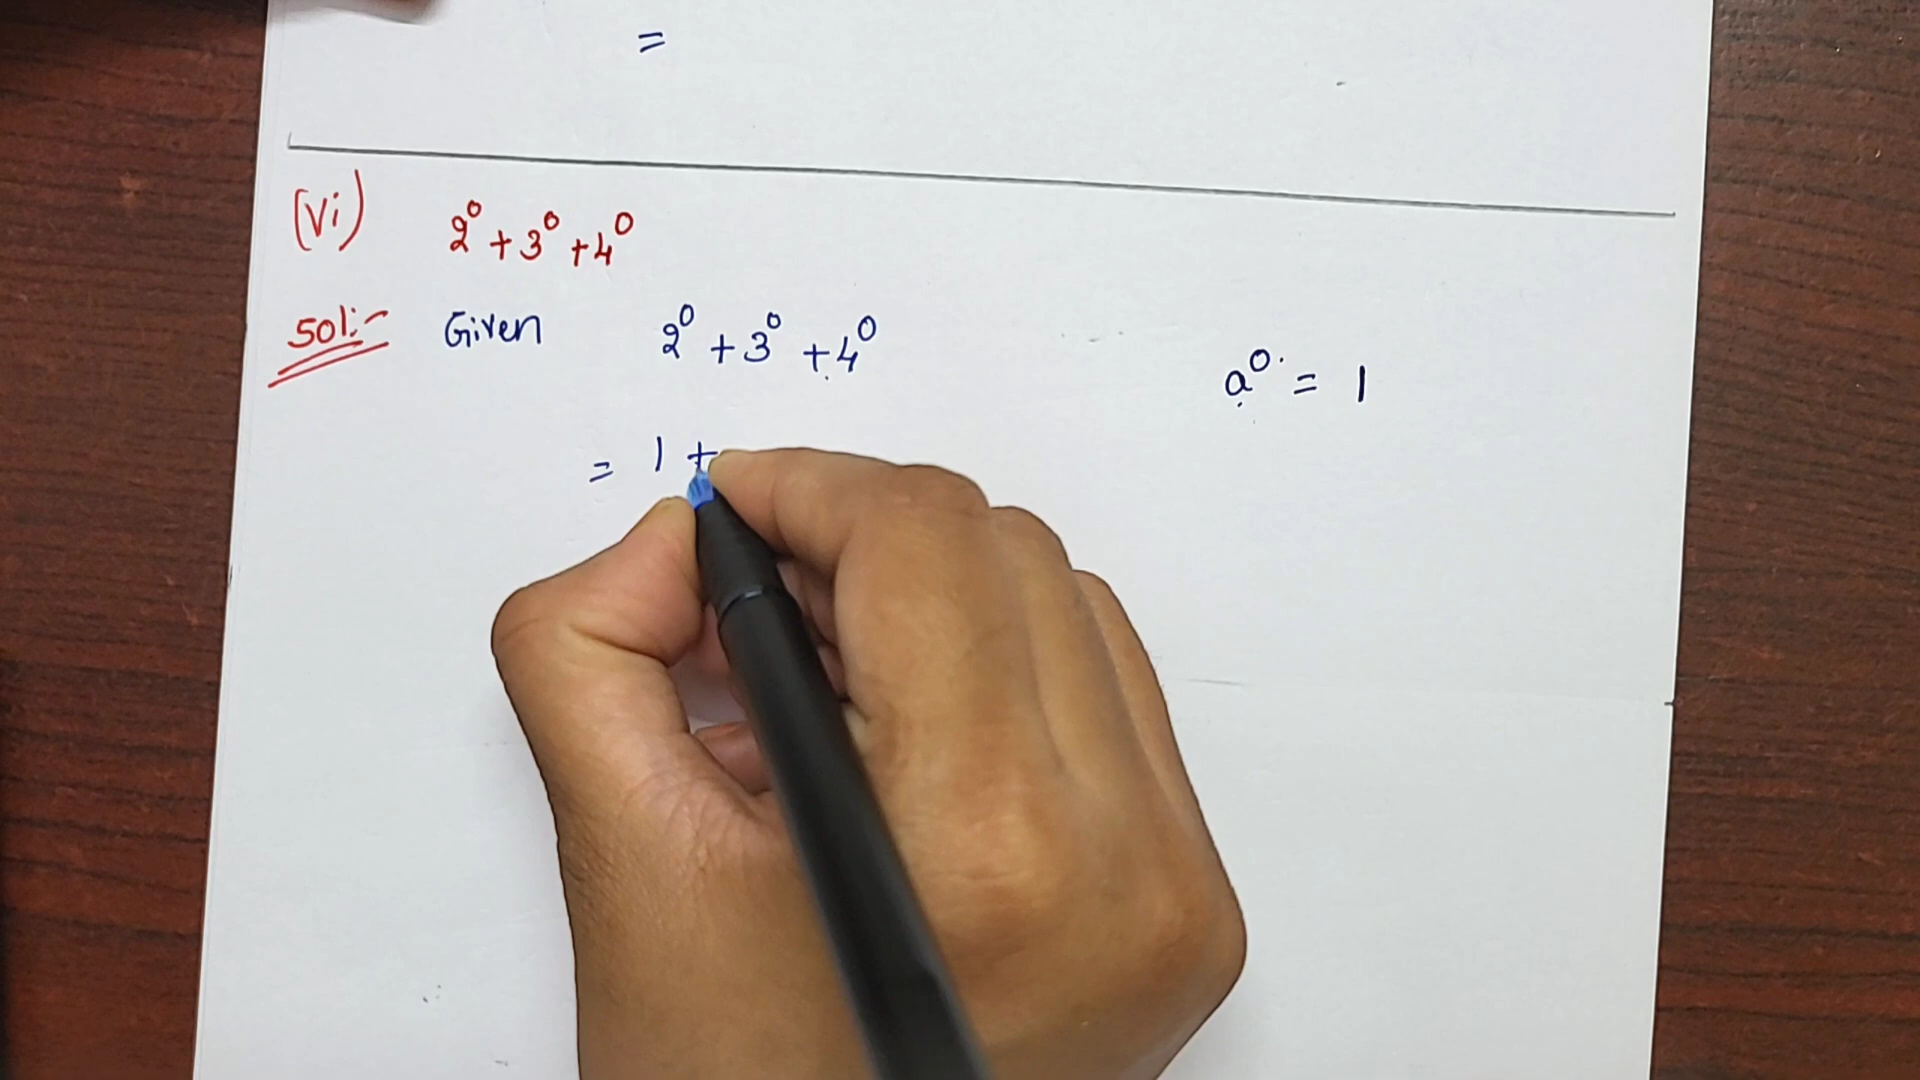 =
(vi) 2⁰ + 3⁰ + 4⁰
Sol:- Given 2⁰ + 3⁰ + 4⁰
a⁰ = 1
= 1 +